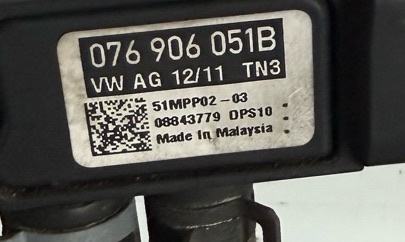 076 906 051B
VW AG 12/11 TN3
51MPP02-03
08843779 DPS10
Made In Malaysia